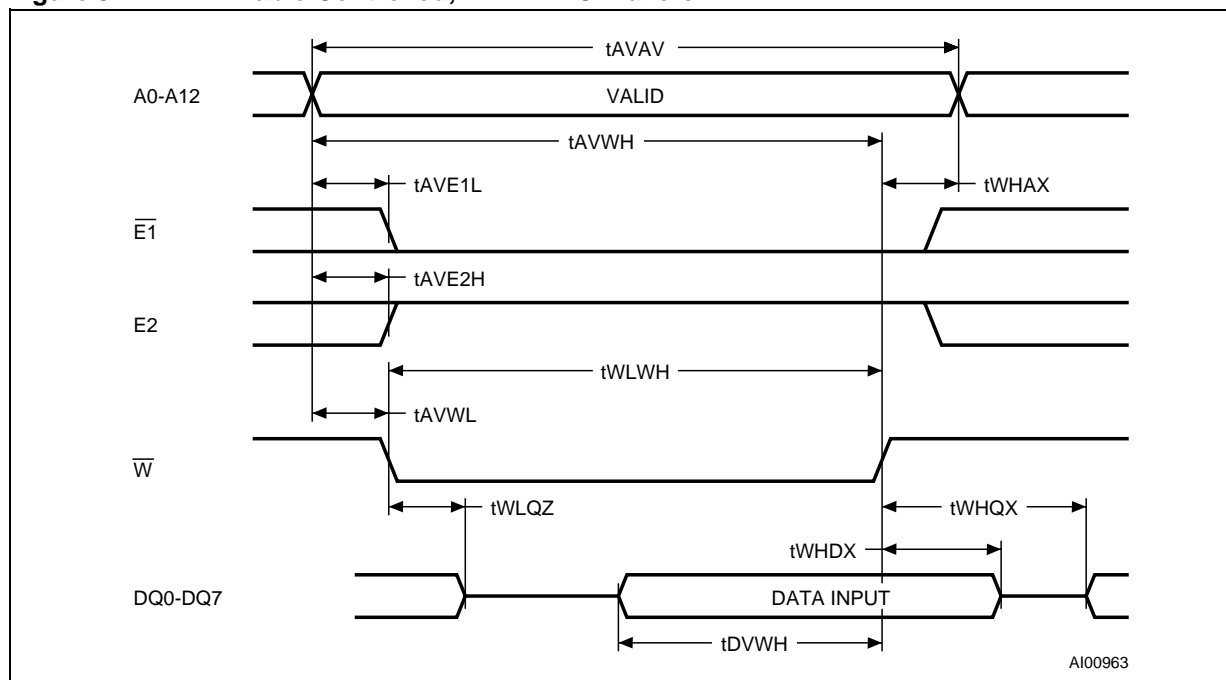 tAVAV
A0-A12
VALID
tAVWH
tAVE1L
tWHAX
E1
tAVE2H
E2
tWLWH
tAVWL
W
tWLQZ
tWHQX
tWHDX
DQ0-DQ7
DATA INPUT
tDVWH
AI00963